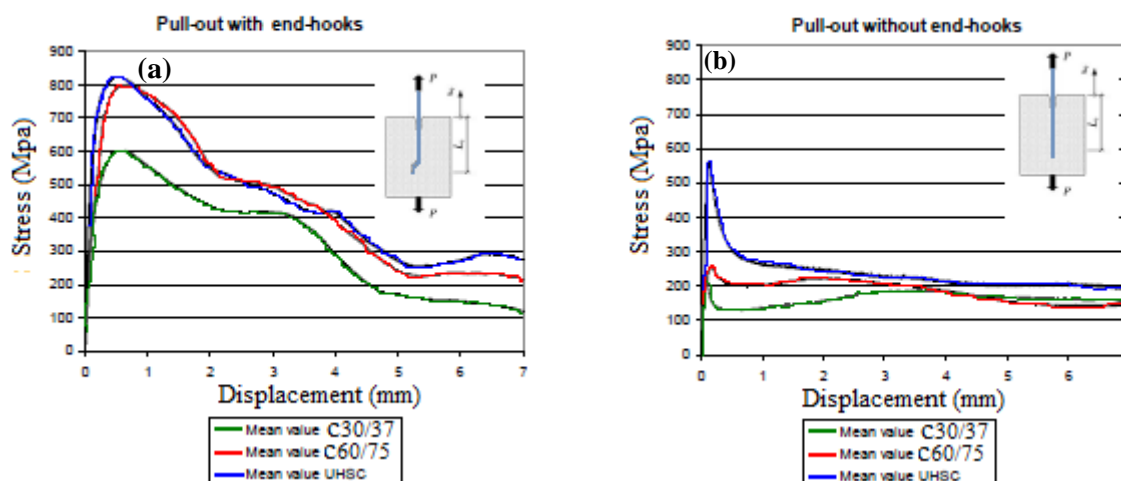 Pull-out with end-hooks
(a)
Stress (Mpa)
900
800
700
600
500
400
300
200
100
0
P
L
P
0 1 2 3 4 5 6 7
Displacement (mm)
Mean value C30/37
Mean value C60/75
Mean value UHSC
Pull-out without end-hooks
(b)
Stress (Mpa)
900
800
700
600
500
400
300
200
100
0
P
L
P
0 1 2 3 4 5 6
Displacement (mm)
Mean value C30/37
Mean value C60/75
Mean value UHSC